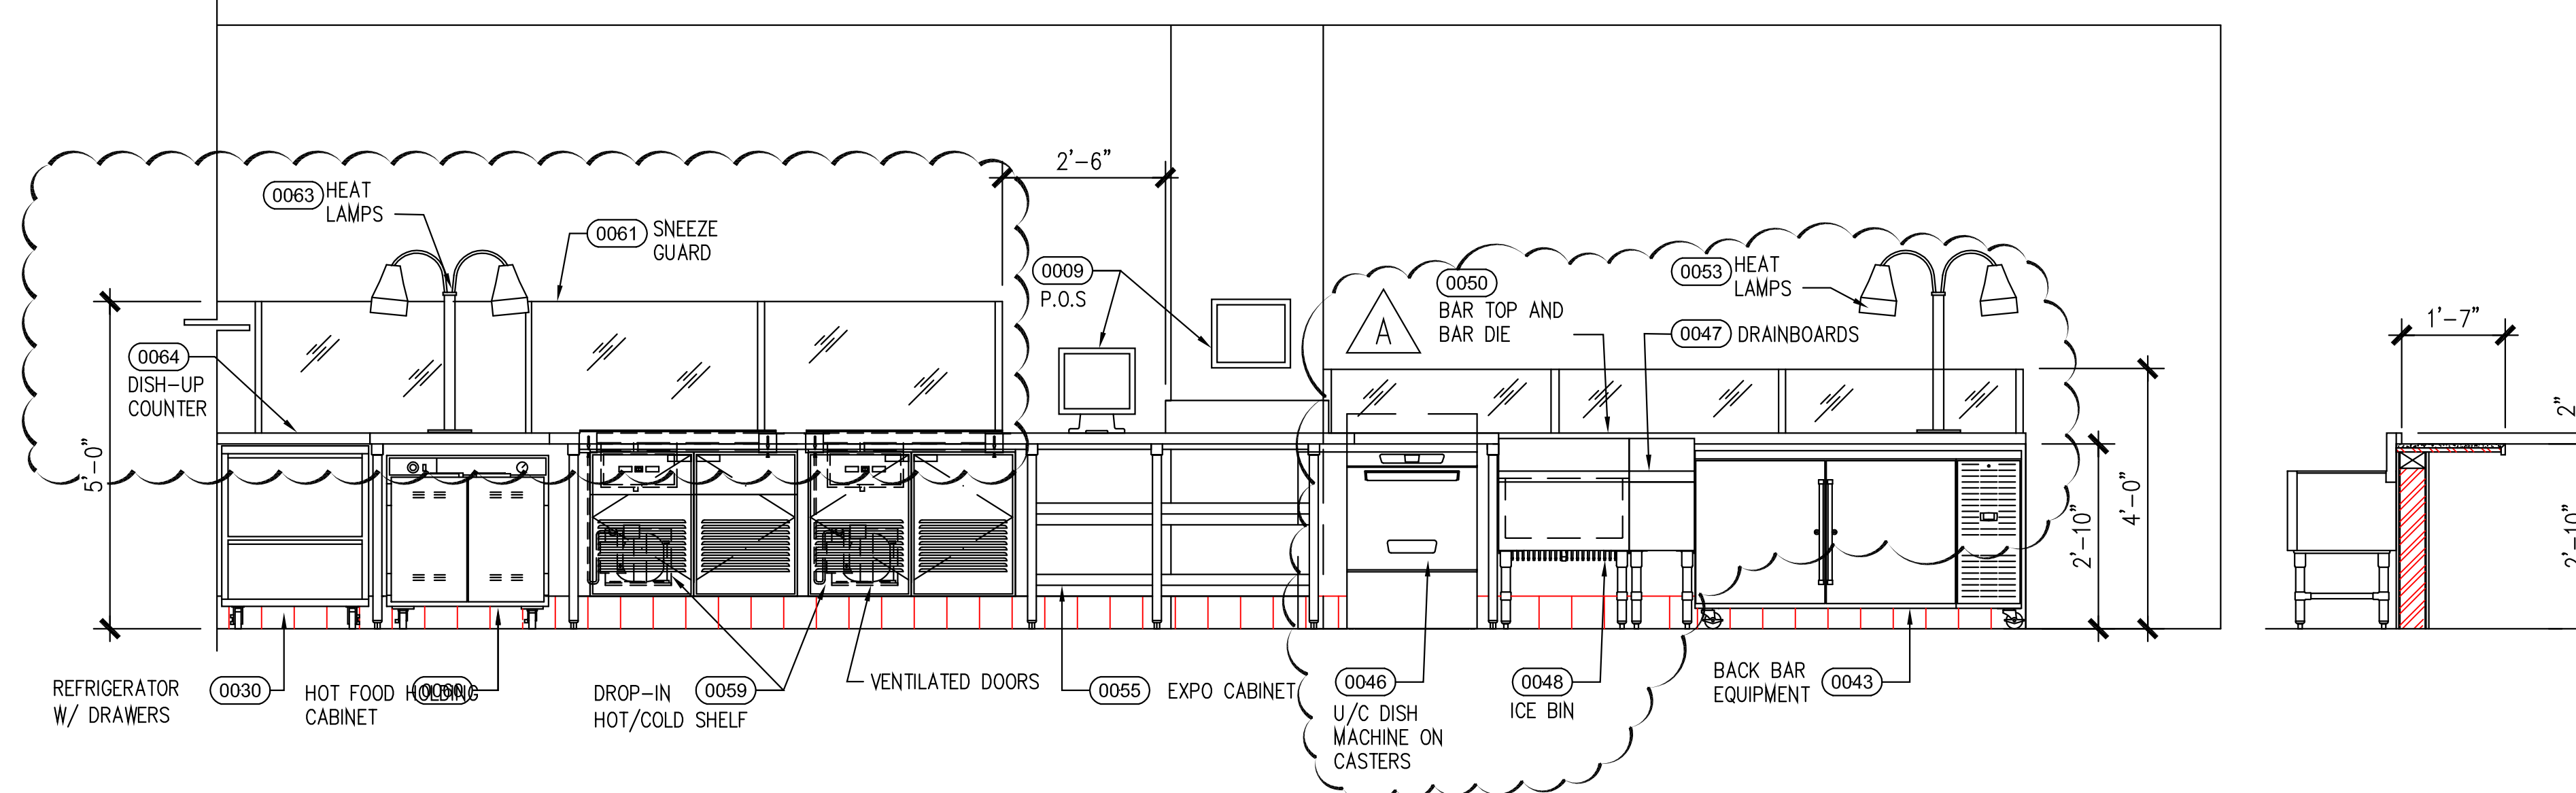 2'-6"
0063 HEAT
LAMPS
0061 SNEEZE
GUARD
0009
P.O.S
0050
BAR TOP AND
BAR DIE
A
0053 HEAT
LAMPS
0047 DRAINBOARDS
1'-7"
0064
DISH-UP
COUNTER
5'-0"
2'-10"
4'-0"
2"
2'-10"
REFRIGERATOR
W/ DRAWERS
0030
HOT FOOD HOLDING
CABINET
DROP-IN
HOT/COLD SHELF
0059
VENTILATED DOORS
0055 EXPO CABINET
0046
U/C DISH
MACHINE ON
CASTERS
0048
ICE BIN
BACK BAR
EQUIPMENT
0043